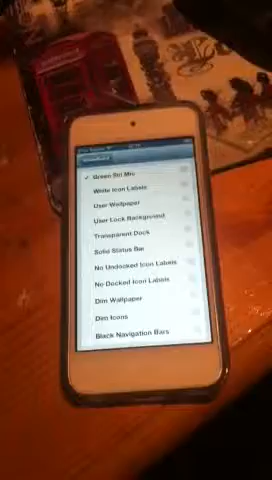 Green Siri Mic
White Icon Labels
User Wallpaper
User Lock Background
Transparent Dock
Solid Status Bar
No Undocked Icon Labels
No Docked Icon Labels
Dim Wallpaper
Dim Icons
Black Navigation Bars